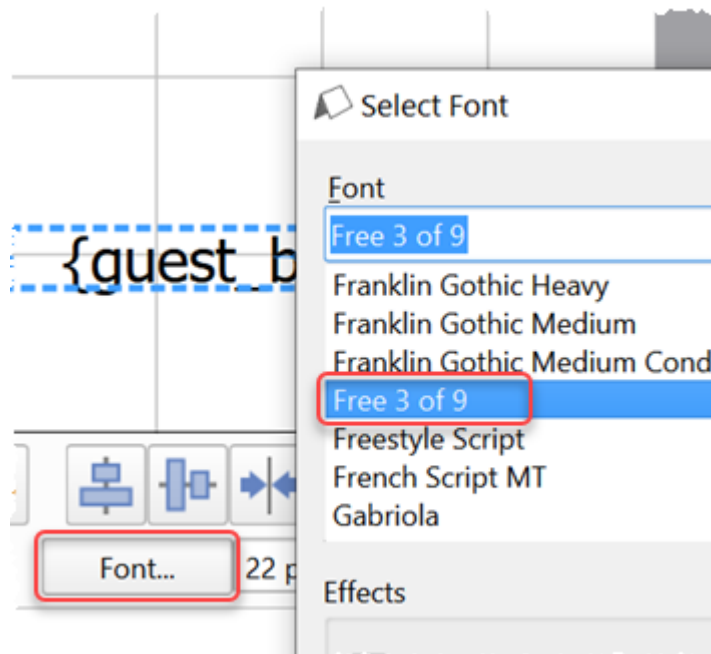 Select Font
Font
Free 3 of 9
{guest_b
Franklin Gothic Heavy
Franklin Gothic Medium
Franklin Gothic Medium Cond
Free 3 of 9
Freestyle Script
French Script MT
Gabriola
Font...
22 p
Effects